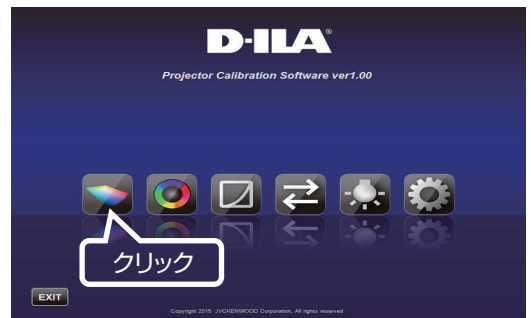 D-ILA®
Projector Calibration Software ver1.00
クリック
EXIT
Copyright 2015 JVCKENWOOD Corporation, All rights reserved